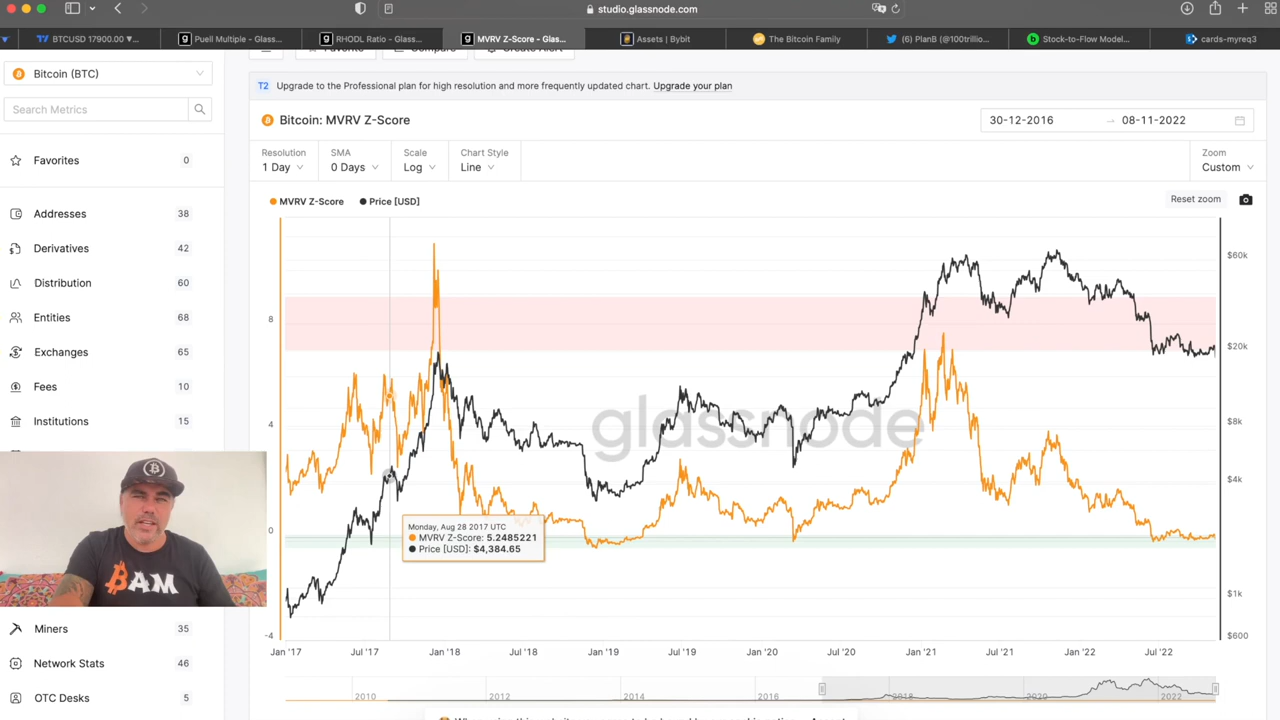 studio.glassnode.com
BTCUSD 17900.00 ▼...
Puell Multiple - Glass...
RHODL Ratio - Glass...
MVRV Z-Score - Glas...
Assets | Bybit
The Bitcoin Family
(6) PlanB (@100trillio...
Stock-to-Flow Model...
cards-myreq3
Favorite
Compare
Create Alert
Bitcoin (BTC)
Search Metrics
T2 Upgrade to the Professional plan for high resolution and more frequently updated chart. Upgrade your plan
Bitcoin: MVRV Z-Score
30-12-2016 → 08-11-2022
Resolution
1 Day
SMA
0 Days
Scale
Log
Chart Style
Line
Zoom
Custom
Favorites 0
Addresses 38
Derivatives 42
Distribution 60
Entities 68
Exchanges 65
Fees 10
Institutions 15
Miners 35
Network Stats 46
OTC Desks 5
MVRV Z-Score
Price [USD]
Reset zoom
8
4
0
-4
$60k
$20k
$8k
$4k
$1k
$600
glassnode
Monday, Aug 28 2017 UTC
MVRV Z-Score: 5.2485221
Price [USD]: $4,384.65
BAM
Jan '17 Jul '17 Jan '18 Jul '18 Jan '19 Jul '19 Jan '20 Jul '20 Jan '21 Jul '21 Jan '22 Jul '22
2010 2012 2014 2016 2018 2020 2022